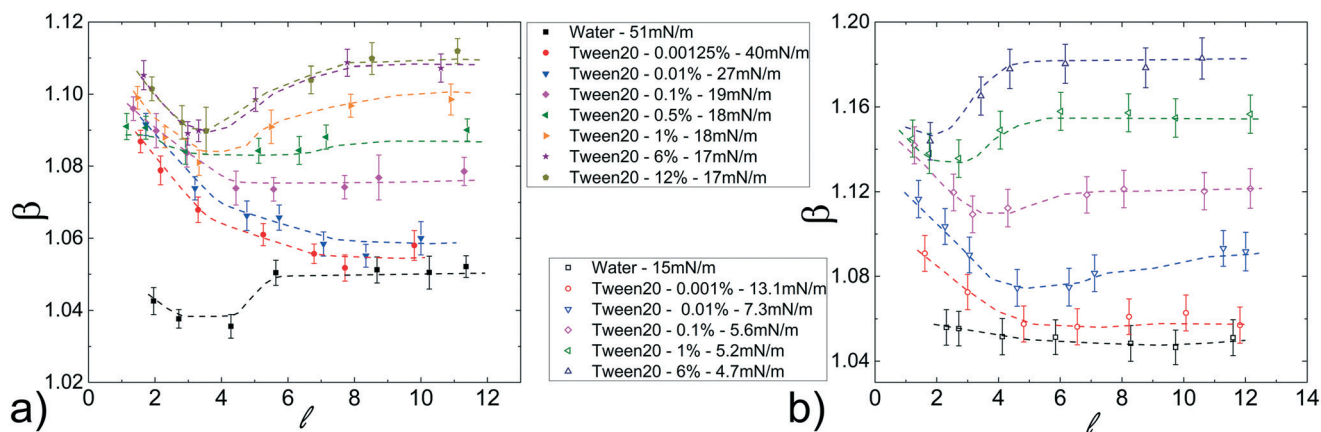 1.12
1.10
1.08
1.06
1.04
1.02
β
0
2
4
6
8
10
12
ℓ
a)
Water - 51mN/m
Tween20 - 0.00125% - 40mN/m
Tween20 - 0.01% - 27mN/m
Tween20 - 0.1% - 19mN/m
Tween20 - 0.5% - 18mN/m
Tween20 - 1% - 18mN/m
Tween20 - 6% - 17mN/m
Tween20 - 12% - 17mN/m
Water - 15mN/m
Tween20 - 0.001% - 13.1mN/m
Tween20 - 0.01% - 7.3mN/m
Tween20 - 0.1% - 5.6mN/m
Tween20 - 1% - 5.2mN/m
Tween20 - 6% - 4.7mN/m
1.20
1.16
1.12
1.08
1.04
β
0
2
4
6
8
10
12
14
ℓ
b)